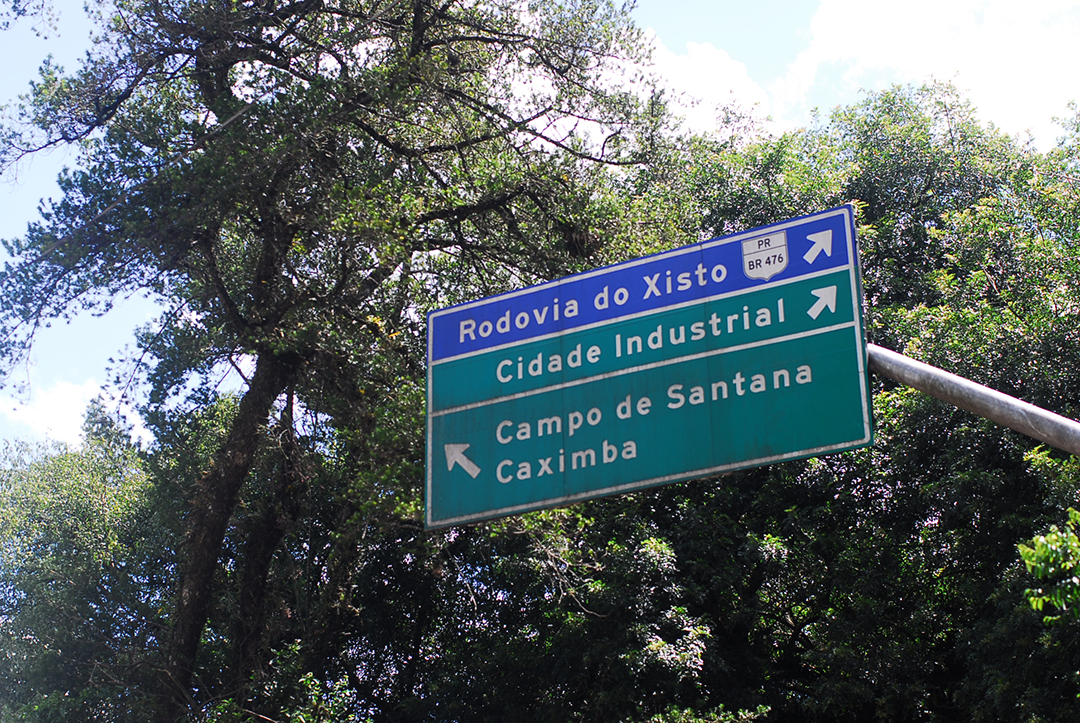 Rodovia do Xisto
PR
BR 476
Cidade Industrial
Campo de Santana
Caximba